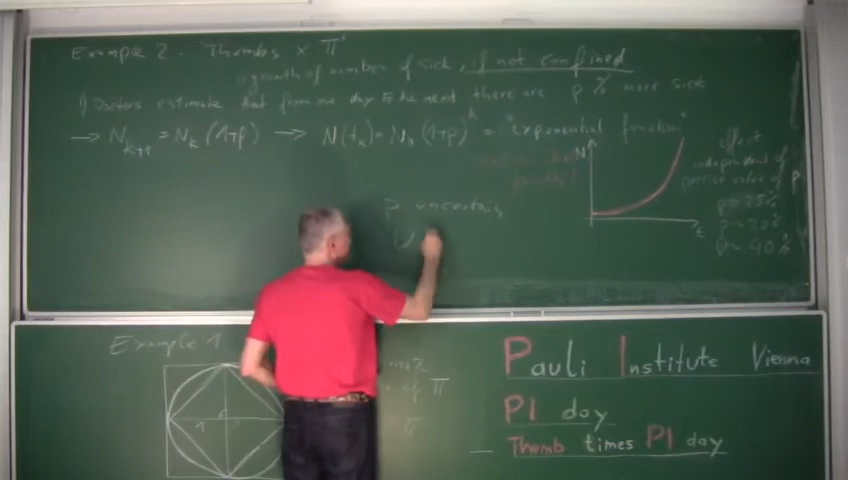 Example 2. Thumbs x π
growth of number of sick, if not confined
1) Doctors estimate that from one day to the next there are p % more sick
→ N_{k+1} = N_k (1+p) → N(t_k) = N_0 (1+p)^k = "exponential function"
growth
N
t
effect
independent of
precise value of p
p = 25%
p ~ 20%
p ~ 40%
p uncertain
Example 1
1
of π
π
Pauli Institute Vienna
PI day
Thumb times PI day